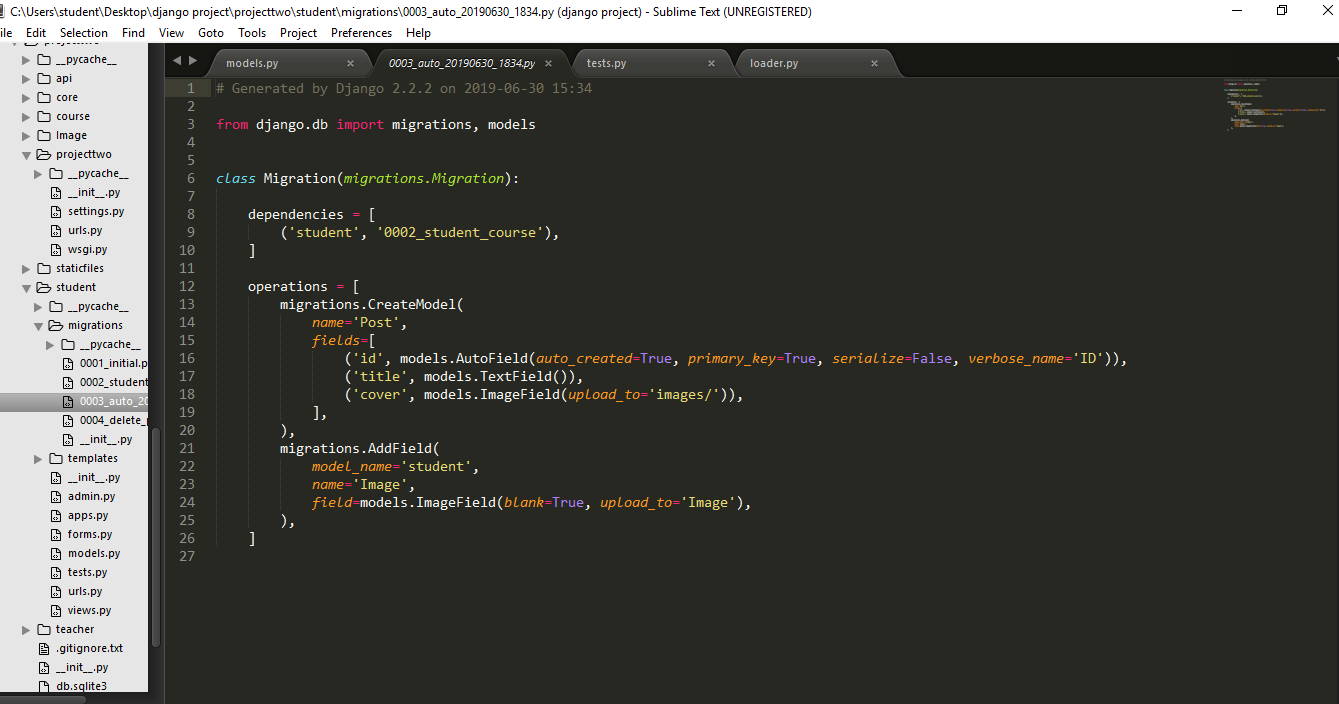 C:\Users\student\Desktop\django project\projecttwo\student\migrations\0003_auto_20190630_1834.py (django project) - Sublime Text (UNREGISTERED)
ile Edit Selection Find View Goto Tools Project Preferences Help
projecttwo
__pycache__
api
core
course
Image
projecttwo
__pycache__
__init__.py
settings.py
urls.py
wsgi.py
staticfiles
student
__pycache__
migrations
__pycache__
0001_initial.p
0002_student
0003_auto_20
0004_delete_
__init__.py
templates
__init__.py
admin.py
apps.py
forms.py
models.py
tests.py
urls.py
views.py
teacher
.gitignore.txt
__init__.py
db.sqlite3
models.py × 0003_auto_20190630_1834.py × tests.py × loader.py ×
1 # Generated by Django 2.2.2 on 2019-06-30 15:34
2
3 from django.db import migrations, models
4
5
6 class Migration(migrations.Migration):
7
8 dependencies = [
9 ('student', '0002_student_course'),
10 ]
11
12 operations = [
13 migrations.CreateModel(
14 name='Post',
15 fields=[
16 ('id', models.AutoField(auto_created=True, primary_key=True, serialize=False, verbose_name='ID')),
17 ('title', models.TextField()),
18 ('cover', models.ImageField(upload_to='images/')),
19 ],
20 ),
21 migrations.AddField(
22 model_name='student',
23 name='Image',
24 field=models.ImageField(blank=True, upload_to='Image'),
25 ),
26 ]
27